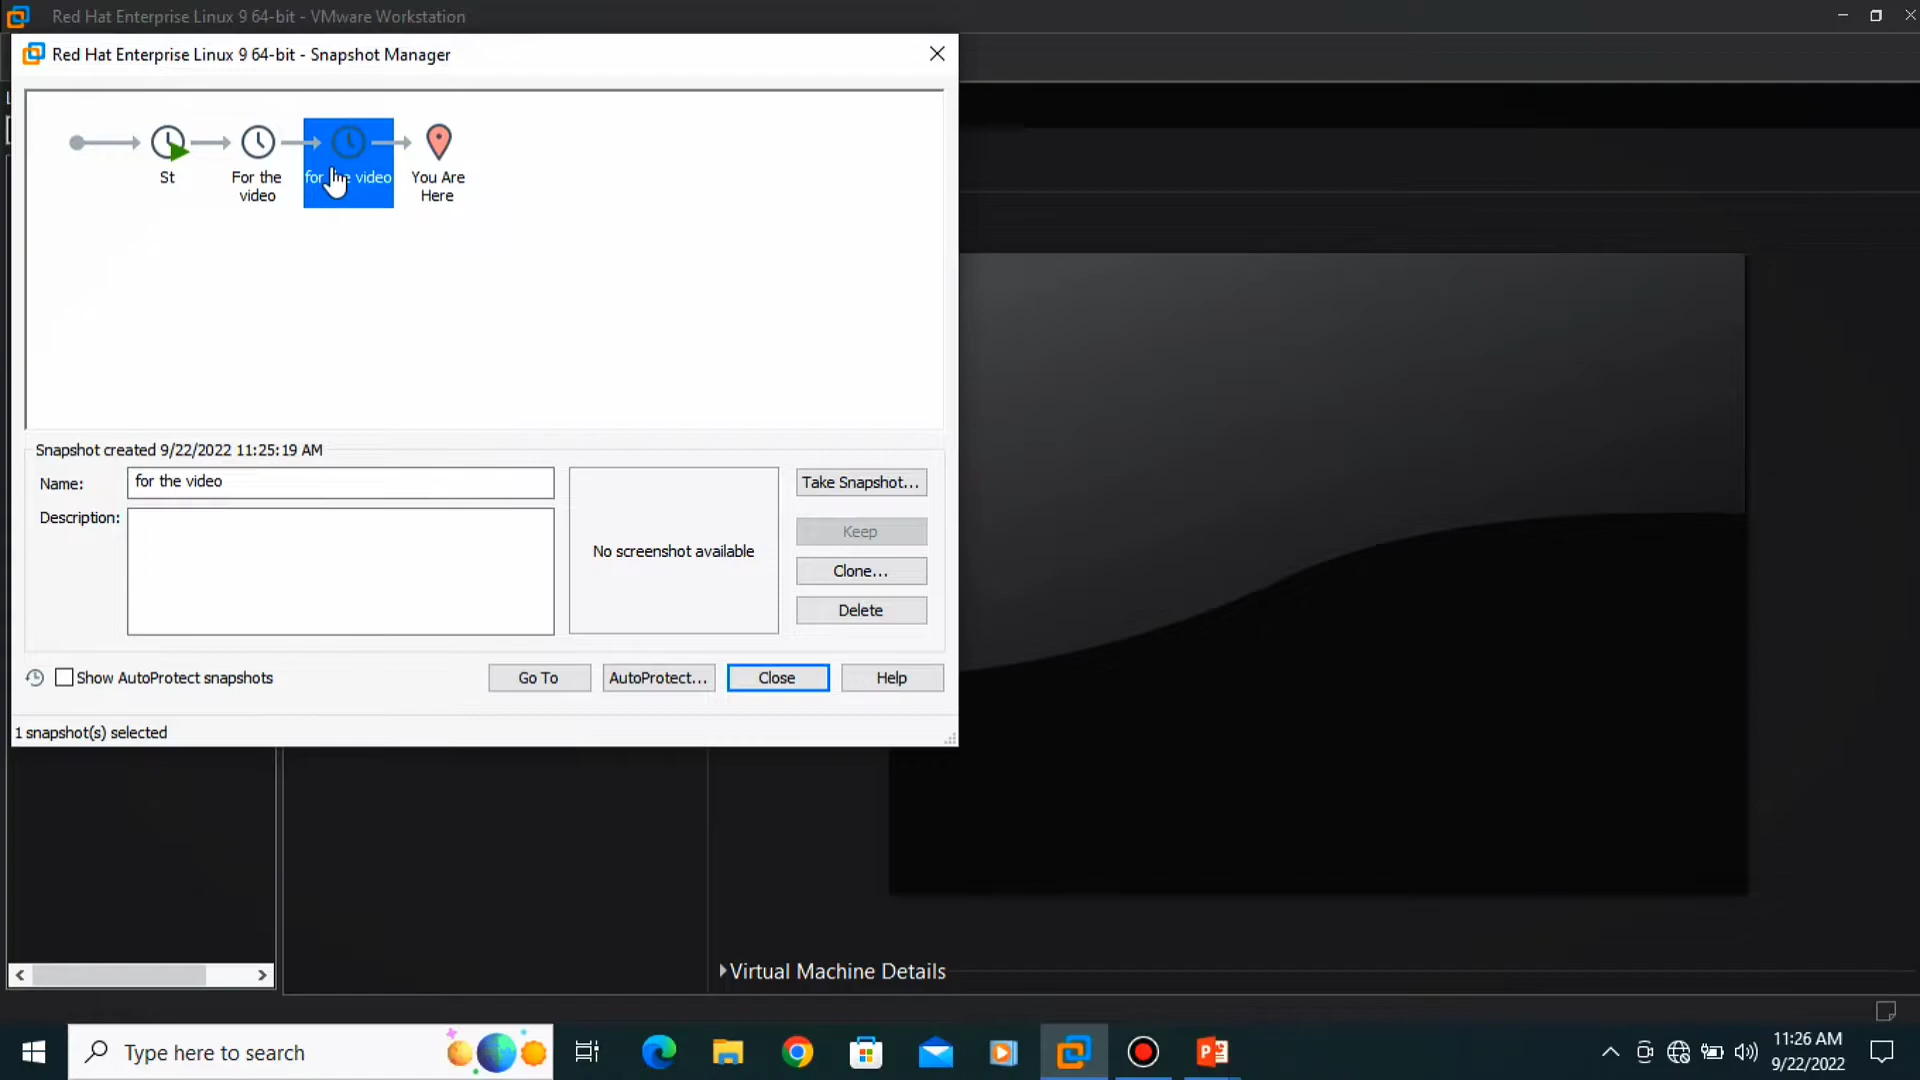 Red Hat Enterprise Linux 9 64-bit - VMware Workstation
Red Hat Enterprise Linux 9 64-bit - Snapshot Manager
St
For the
video
for the video
You Are
Here
Snapshot created 9/22/2022 11:25:19 AM
Name:
for the video
Description:
No screenshot available
Take Snapshot...
Keep
Clone...
Delete
Show AutoProtect snapshots
Go To
AutoProtect...
Close
Help
1 snapshot(s) selected
Virtual Machine Details
Type here to search
11:26 AM
9/22/2022